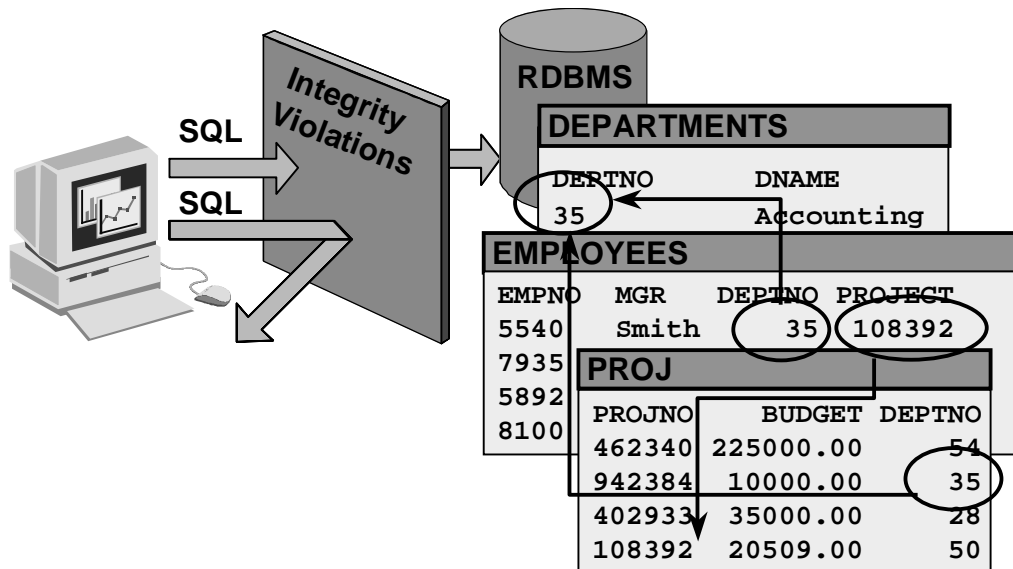 SQL
SQL
Integrity
Violations
RDBMS
DEPARTMENTS
DEPTNO DNAME
35 Accounting
EMPLOYEES
EMPNO MGR DEPTNO PROJECT
5540 Smith 35 108392
7935
5892
8100
PROJ
PROJNO BUDGET DEPTNO
462340 225000.00 54
942384 10000.00 35
402933 35000.00 28
108392 20509.00 50